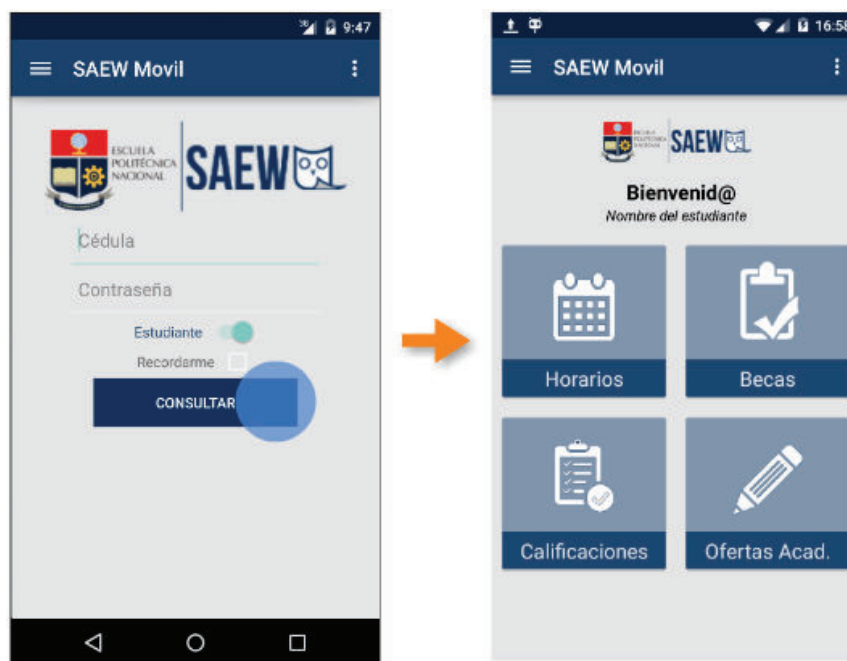 3G 9:47
SAEW Movil
ESCUELA
POLITÉCNICA
NACIONAL
SAEW
Cédula
Contraseña
Estudiante
Recordarme
CONSULTAR
16:58
SAEW Movil
SAEW
Bienvenid@
Nombre del estudiante
Horarios
Becas
Calificaciones
Ofertas Acad.